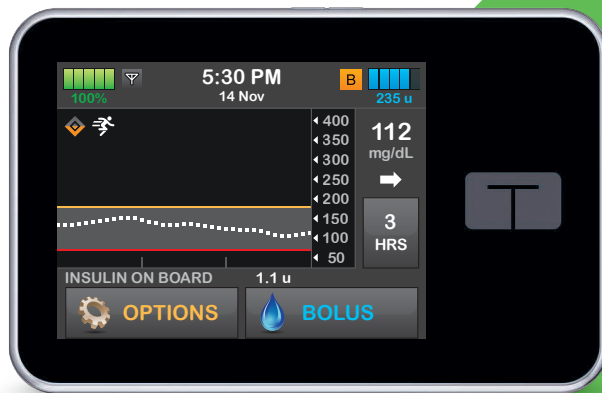 5:30 PM
B
100%
14 Nov
235 u
400
350
300
250
200
150
100
50
112
mg/dL
3
HRS
INSULIN ON BOARD 1.1 u
OPTIONS
BOLUS